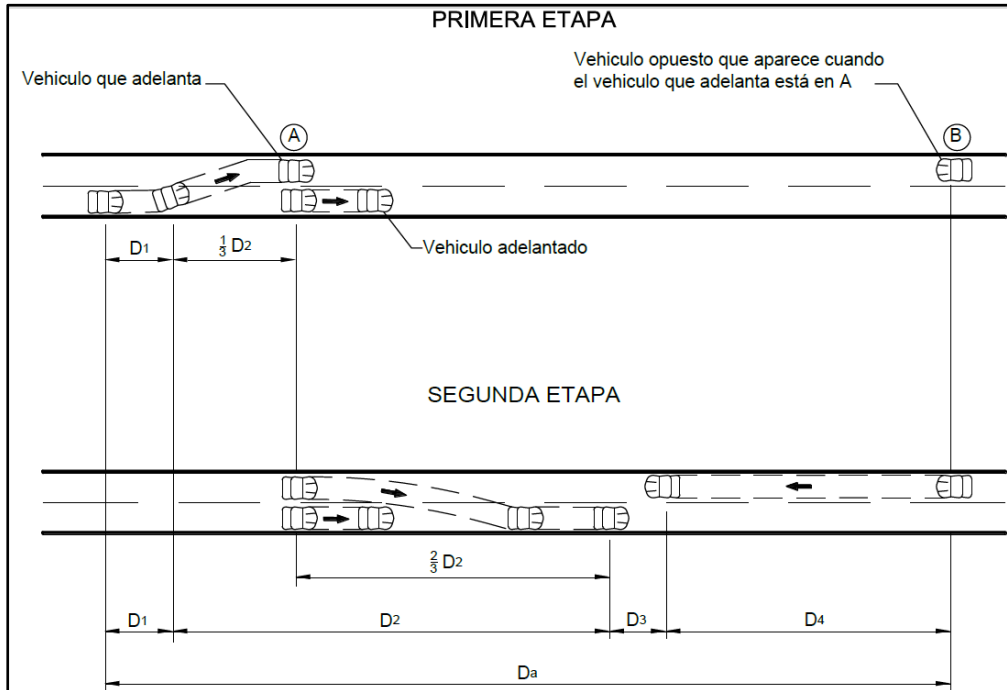 PRIMERA ETAPA
Vehiculo que adelanta
Vehiculo opuesto que aparece cuando
el vehiculo que adelanta está en A
A
B
Vehiculo adelantado
D1
1/3 D2
SEGUNDA ETAPA
2/3 D2
D1
D2
D3
D4
Da